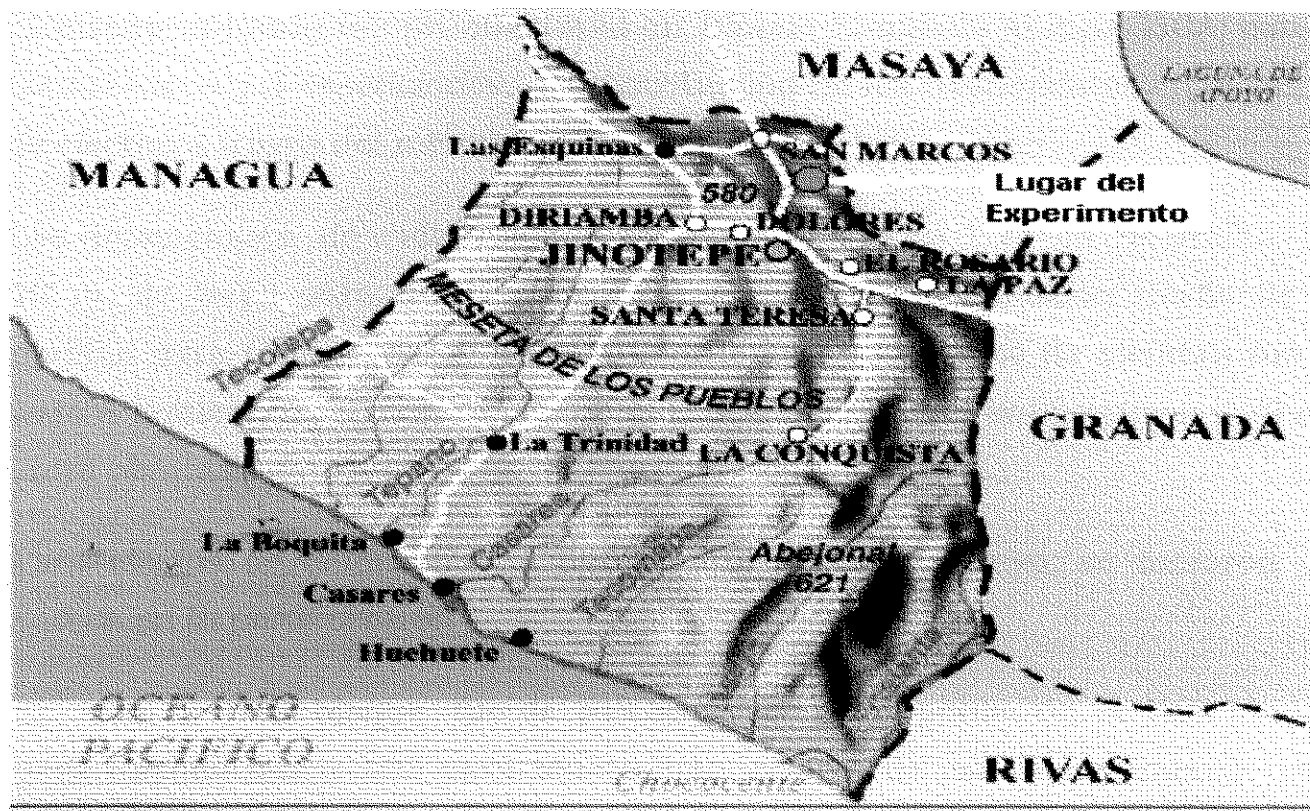 MASAYA
LAGUNA DE
APOYO
Las Esquinas
SAN MARCOS
MANAGUA
Lugar del
Experimento
580
DIRIAMBA
DOLORES
JINOTEPE
EL ROSARIO
LA PAZ
SANTA TERESA
MESETA DE LOS PUEBLOS
GRANADA
La Trinidad
LA CONQUISTA
La Boquita
Casares
Abejonal
621
Huehuete
OCEANO
PACIFICO
RIVAS